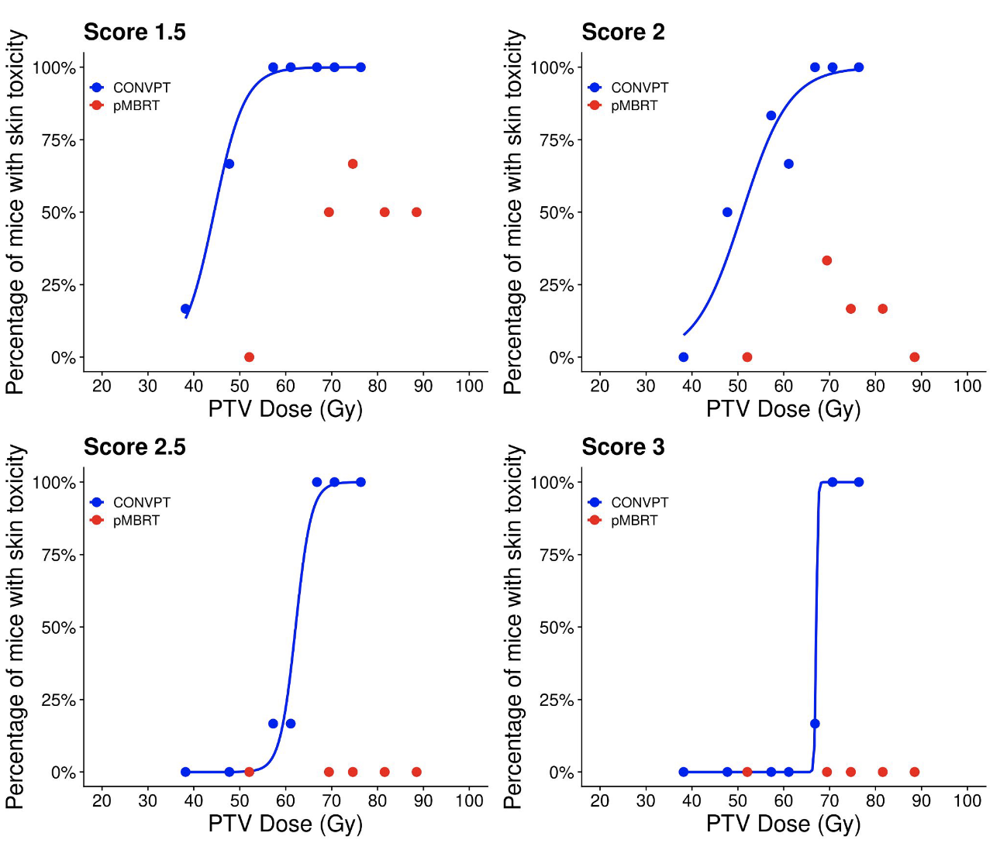 Score 1.5
Percentage of mice with skin toxicity
100%
75%
50%
25%
0%
CONVPT
pMBRT
20 30 40 50 60 70 80 90 100
PTV Dose (Gy)
Score 2
Percentage of mice with skin toxicity
100%
75%
50%
25%
0%
CONVPT
pMBRT
20 30 40 50 60 70 80 90 100
PTV Dose (Gy)
Score 2.5
Percentage of mice with skin toxicity
100%
75%
50%
25%
0%
CONVPT
pMBRT
20 30 40 50 60 70 80 90 100
PTV Dose (Gy)
Score 3
Percentage of mice with skin toxicity
100%
75%
50%
25%
0%
CONVPT
pMBRT
20 30 40 50 60 70 80 90 100
PTV Dose (Gy)